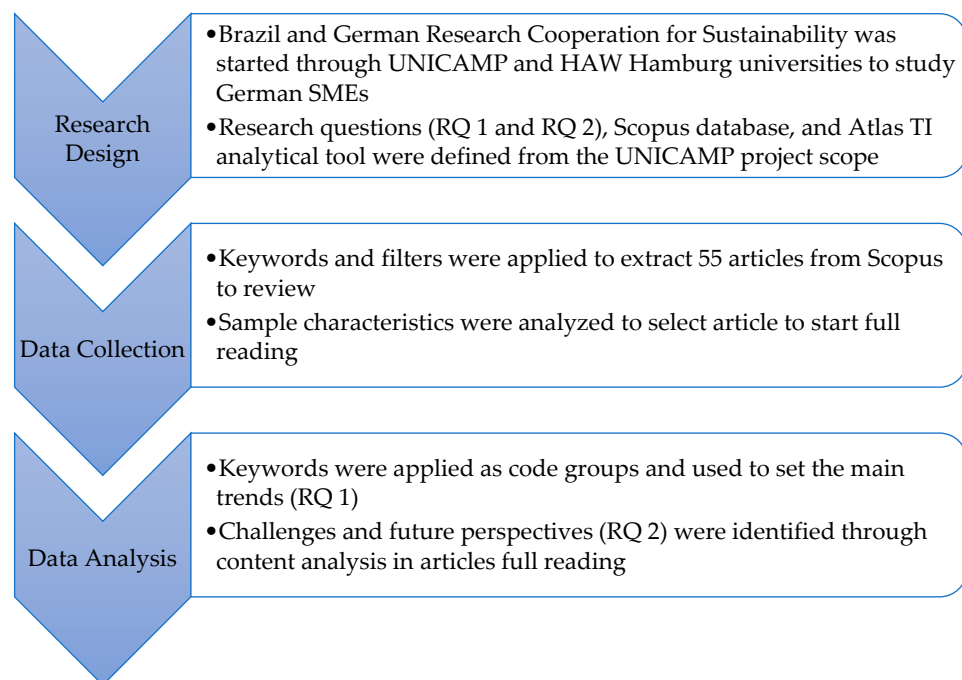 Research
Design
•Brazil and German Research Cooperation for Sustainability was
started through UNICAMP and HAW Hamburg universities to study
German SMEs
•Research questions (RQ 1 and RQ 2), Scopus database, and Atlas TI
analytical tool were defined from the UNICAMP project scope
Data Collection
•Keywords and filters were applied to extract 55 articles from Scopus
to review
•Sample characteristics were analyzed to select article to start full
reading
Data Analysis
•Keywords were applied as code groups and used to set the main
trends (RQ 1)
•Challenges and future perspectives (RQ 2) were identified through
content analysis in articles full reading